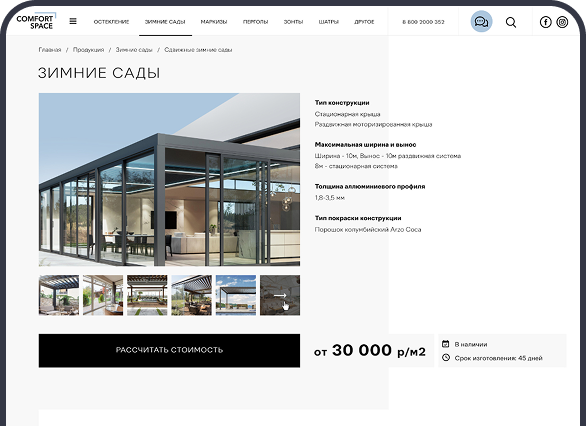 COMFORT
SPACE
ОСТЕКЛЕНИЕ ЗИМНИЕ САДЫ МАРКИЗЫ ПЕРГОЛЫ ЗОНТЫ ШАТРЫ ДРУГОЕ 8 800 2000 352
Главная / Продукция / Зимние сады / Сдвижные зимние сады
ЗИМНИЕ САДЫ
Тип конструкции
Стационарная крыша
Раздвижная моторизированная крыша
Максимальная ширина и вынос
Ширина - 10м, Вынос - 10м раздвижная система
8м - стационарная система
Толщина аллюминиевого профиля
1,8-3,5 мм
Тип покраски конструкции
Порошок колумбийский Arzo Coca
РАССЧИТАТЬ СТОИМОСТЬ
от 30 000 р/м2
В наличии
Срок изготовления: 45 дней